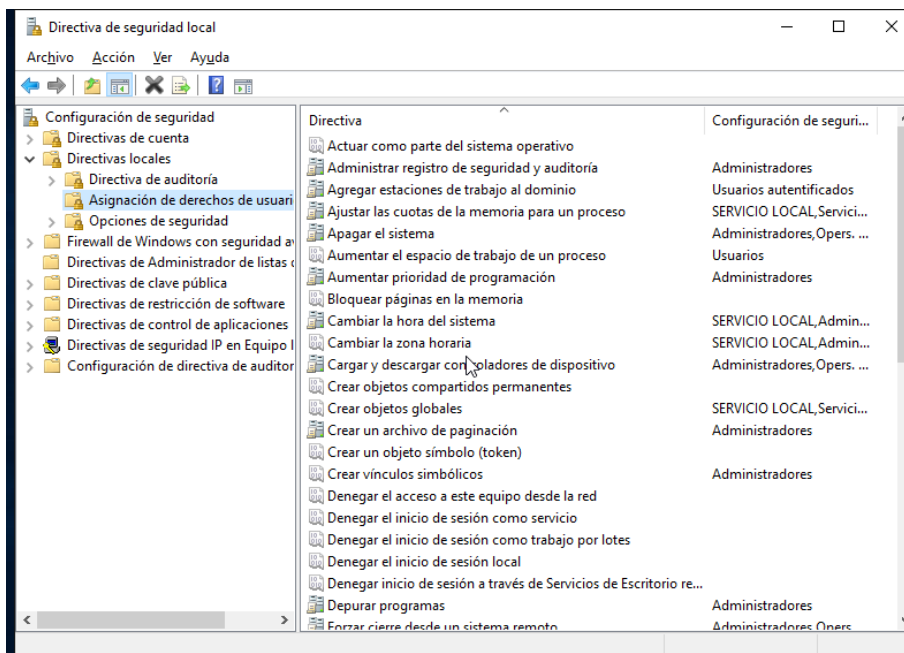 Directiva de seguridad local
Archivo Acción Ver Ayuda
Configuración de seguridad
Directivas de cuenta
Directivas locales
Directiva de auditoría
Asignación de derechos de usuari
Opciones de seguridad
Firewall de Windows con seguridad a
Directivas de Administrador de listas
Directivas de clave pública
Directivas de restricción de software
Directivas de control de aplicaciones
Directivas de seguridad IP en Equipo
Configuración de directiva de auditor
Directiva Configuración de seguri...
Actuar como parte del sistema operativo
Administrar registro de seguridad y auditoría Administradores
Agregar estaciones de trabajo al dominio Usuarios autentificados
Ajustar las cuotas de la memoria para un proceso SERVICIO LOCAL,Servici...
Apagar el sistema Administradores,Opers. ...
Aumentar el espacio de trabajo de un proceso Usuarios
Aumentar prioridad de programación Administradores
Bloquear páginas en la memoria
Cambiar la hora del sistema SERVICIO LOCAL,Admin...
Cambiar la zona horaria SERVICIO LOCAL,Admin...
Cargar y descargar controladores de dispositivo Administradores,Opers. ...
Crear objetos compartidos permanentes
Crear objetos globales SERVICIO LOCAL,Servici...
Crear un archivo de paginación Administradores
Crear un objeto símbolo (token)
Crear vínculos simbólicos Administradores
Denegar el acceso a este equipo desde la red
Denegar el inicio de sesión como servicio
Denegar el inicio de sesión como trabajo por lotes
Denegar el inicio de sesión local
Denegar inicio de sesión a través de Servicios de Escritorio re...
Depurar programas Administradores
Forzar cierre desde un sistema remoto Administradores Opers